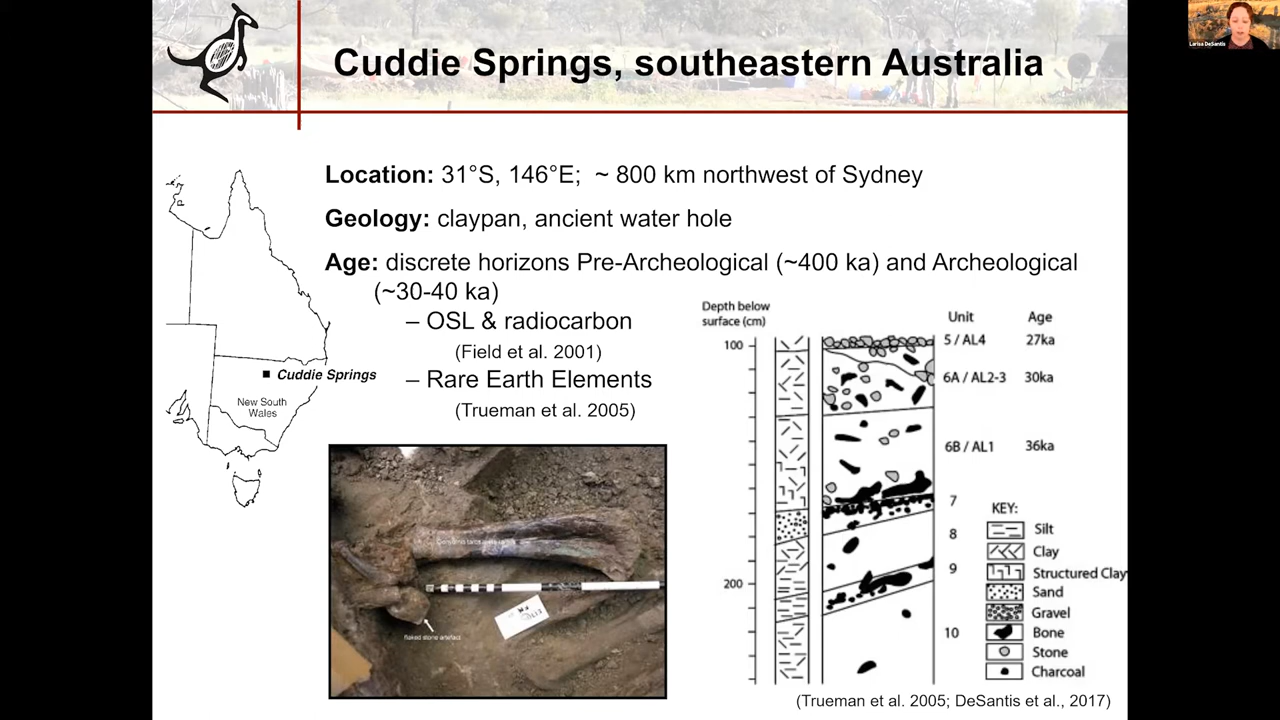 Larisa DeSantis
Cuddie Springs, southeastern Australia
Location: 31°S, 146°E; ~ 800 km northwest of Sydney
Geology: claypan, ancient water hole
Age: discrete horizons Pre-Archeological (~400 ka) and Archeological
(~30-40 ka)
– OSL & radiocarbon
(Field et al. 2001)
– Rare Earth Elements
(Trueman et al. 2005)
Cuddie Springs
New South
Wales
flaked stone artefact
Depth below
surface (cm)
100
200
Unit Age
5 / AL4 27ka
6A / AL2-3 30ka
6B / AL1 36ka
7
8
9
10
KEY:
Silt
Clay
Structured Clay
Sand
Gravel
Bone
Stone
Charcoal
(Trueman et al. 2005; DeSantis et al., 2017)